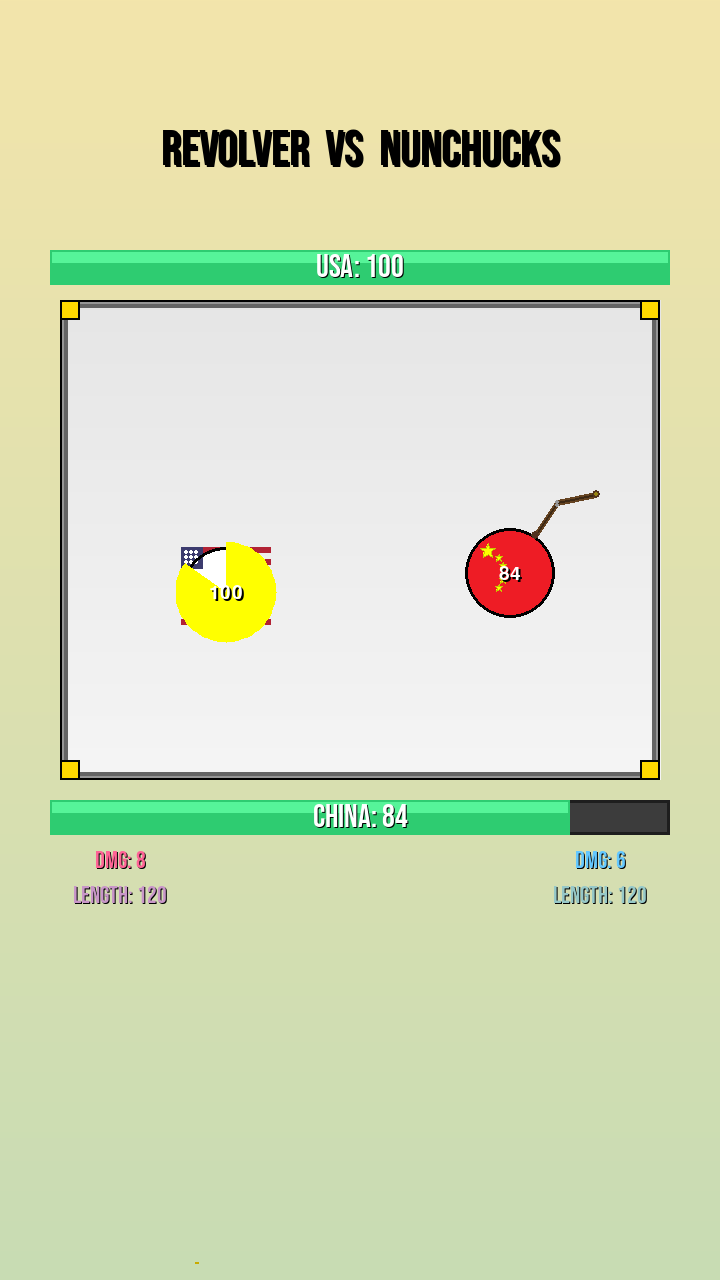 REVOLVER VS NUNCHUCKS
USA: 100
100
84
CHINA: 84
DMG: 8
DMG: 6
LENGTH: 120
LENGTH: 120